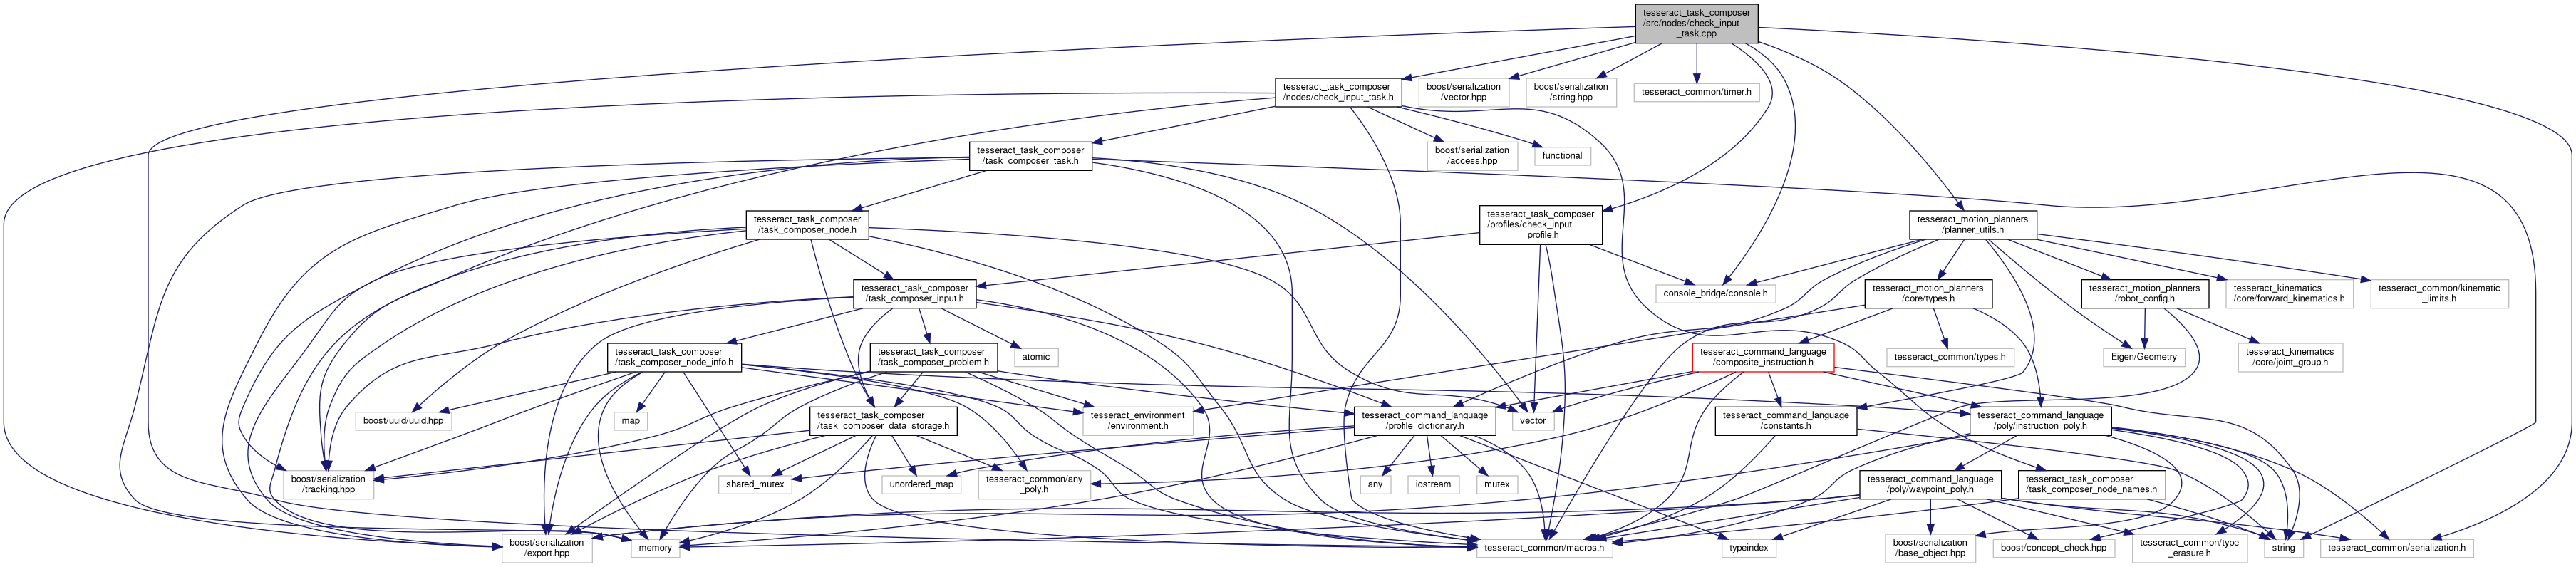 tesseract_task_composer
/src/nodes/check_input
_task.cpp
tesseract_task_composer
/nodes/check_input_task.h
boost/serialization
/vector.hpp
boost/serialization
/string.hpp
tesseract_common/timer.h
tesseract_task_composer
/task_composer_task.h
boost/serialization
/access.hpp
functional
tesseract_task_composer
/task_composer_node.h
tesseract_task_composer
/profiles/check_input
_profile.h
tesseract_motion_planners
/planner_utils.h
tesseract_task_composer
/task_composer_input.h
console_bridge/console.h
tesseract_motion_planners
/core/types.h
tesseract_motion_planners
/robot_config.h
tesseract_kinematics
/core/forward_kinematics.h
tesseract_common/kinematic
_limits.h
tesseract_task_composer
/task_composer_node_info.h
tesseract_task_composer
/task_composer_problem.h
atomic
tesseract_command_language
/composite_instruction.h
tesseract_common/types.h
Eigen/Geometry
tesseract_kinematics
/core/joint_group.h
boost/uuid/uuid.hpp
map
tesseract_task_composer
/task_composer_data_storage.h
tesseract_environment
/environment.h
tesseract_command_language
/profile_dictionary.h
vector
tesseract_command_language
/constants.h
tesseract_command_language
/poly/instruction_poly.h
boost/serialization
/tracking.hpp
shared_mutex
unordered_map
tesseract_common/any
_poly.h
any
iostream
mutex
tesseract_command_language
/poly/waypoint_poly.h
tesseract_task_composer
/task_composer_node_names.h
boost/serialization
/export.hpp
memory
tesseract_common/macros.h
typeindex
boost/serialization
/base_object.hpp
boost/concept_check.hpp
tesseract_common/type
_erasure.h
string
tesseract_common/serialization.h